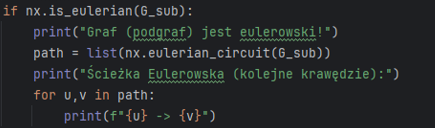 if nx.is_eulerian(G_sub):
    print("Graf (podgraf) jest eulerowski!")
    path = list(nx.eulerian_circuit(G_sub))
    print("Ścieżka Eulerowska (kolejne krawędzie):")
    for u,v in path:
        print(f"{u} -> {v}")